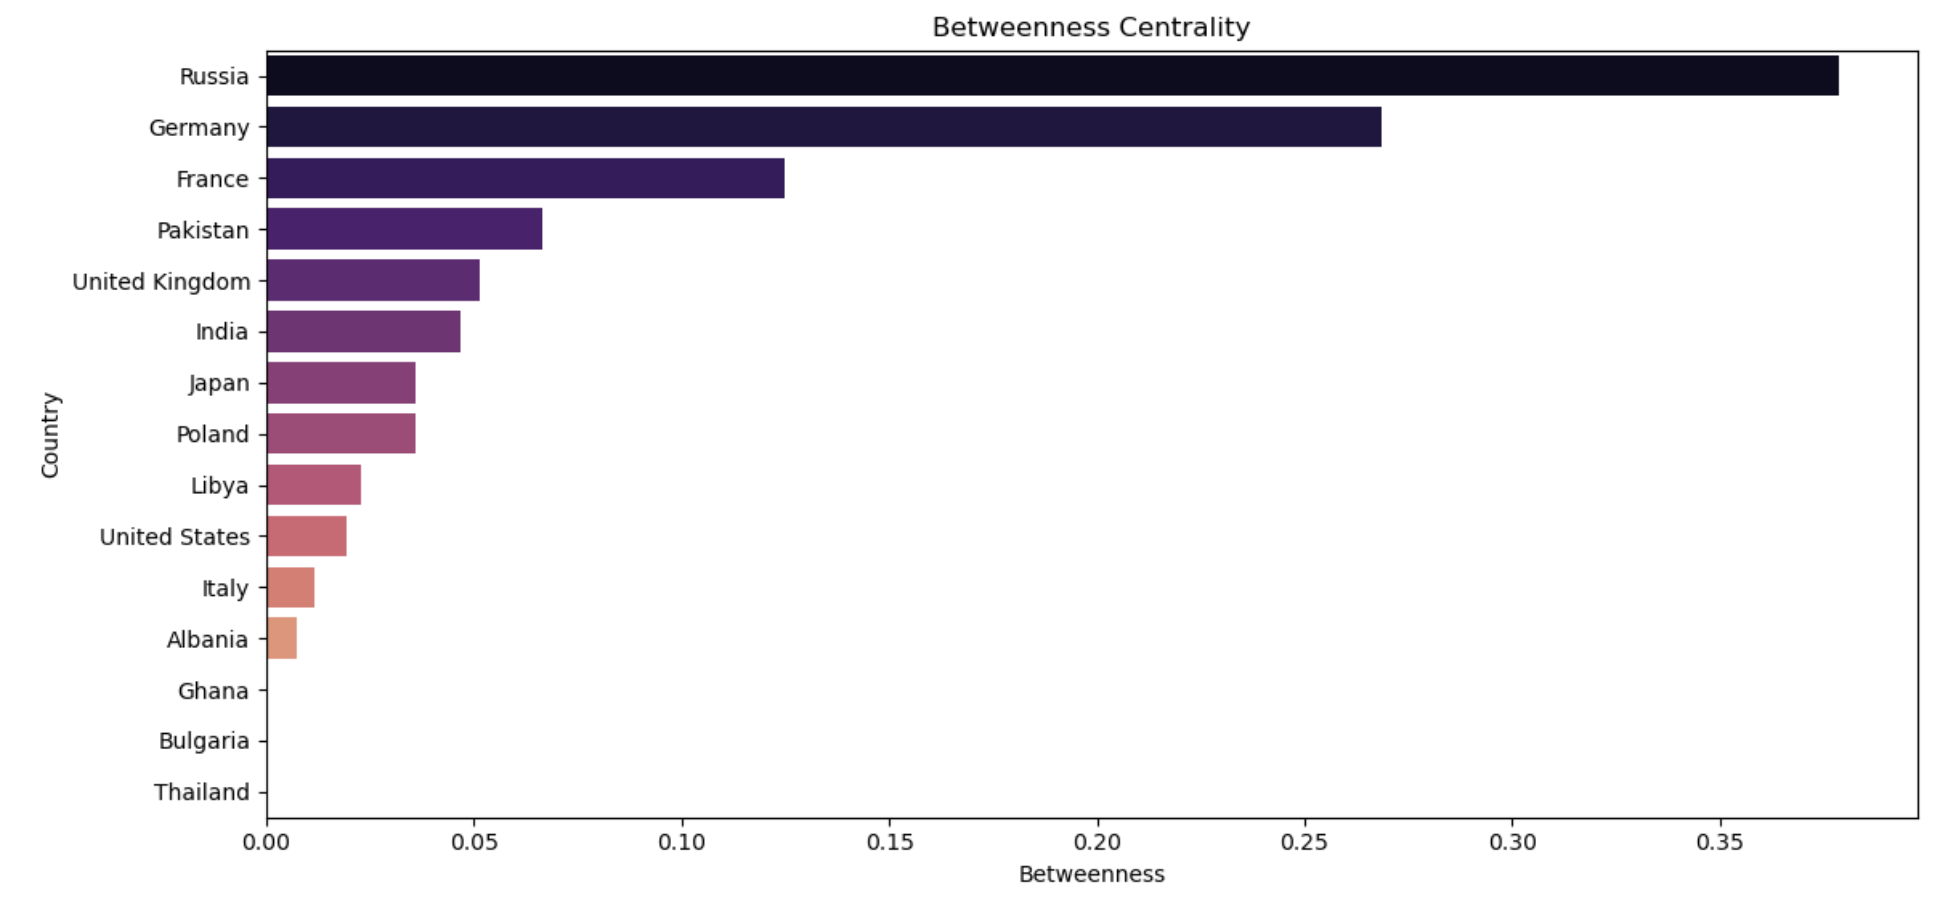 Betweenness Centrality
Russia
Germany
France
Pakistan
United Kingdom
India
Japan
Poland
Libya
United States
Italy
Albania
Ghana
Bulgaria
Thailand
Country
0.00 0.05 0.10 0.15 0.20 0.25 0.30 0.35
Betweenness